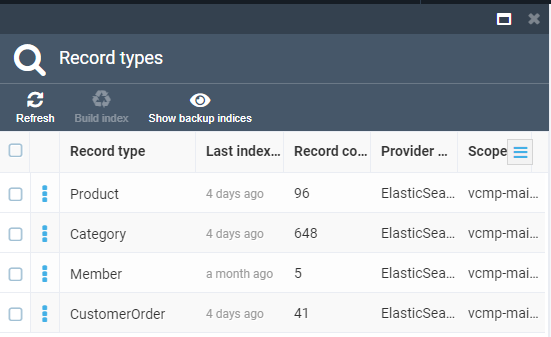 Record types
Refresh Build index Show backup indices
Record type Last index... Record co... Provider ... Scope
Product 4 days ago 96 ElasticSea... vcmp-mai...
Category 4 days ago 648 ElasticSea... vcmp-mai...
Member a month ago 5 ElasticSea... vcmp-mai...
CustomerOrder 4 days ago 41 ElasticSea... vcmp-mai...